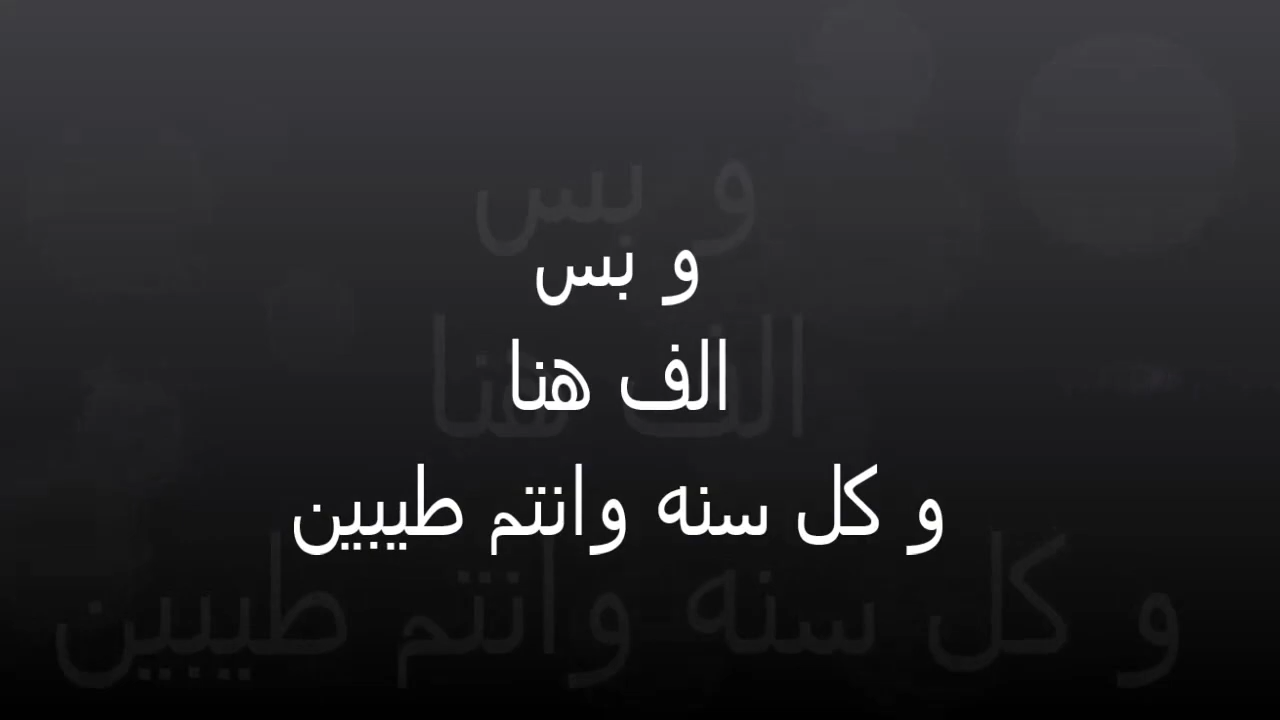 و بس
الف هنا
و كل سنه وانتم طيبين